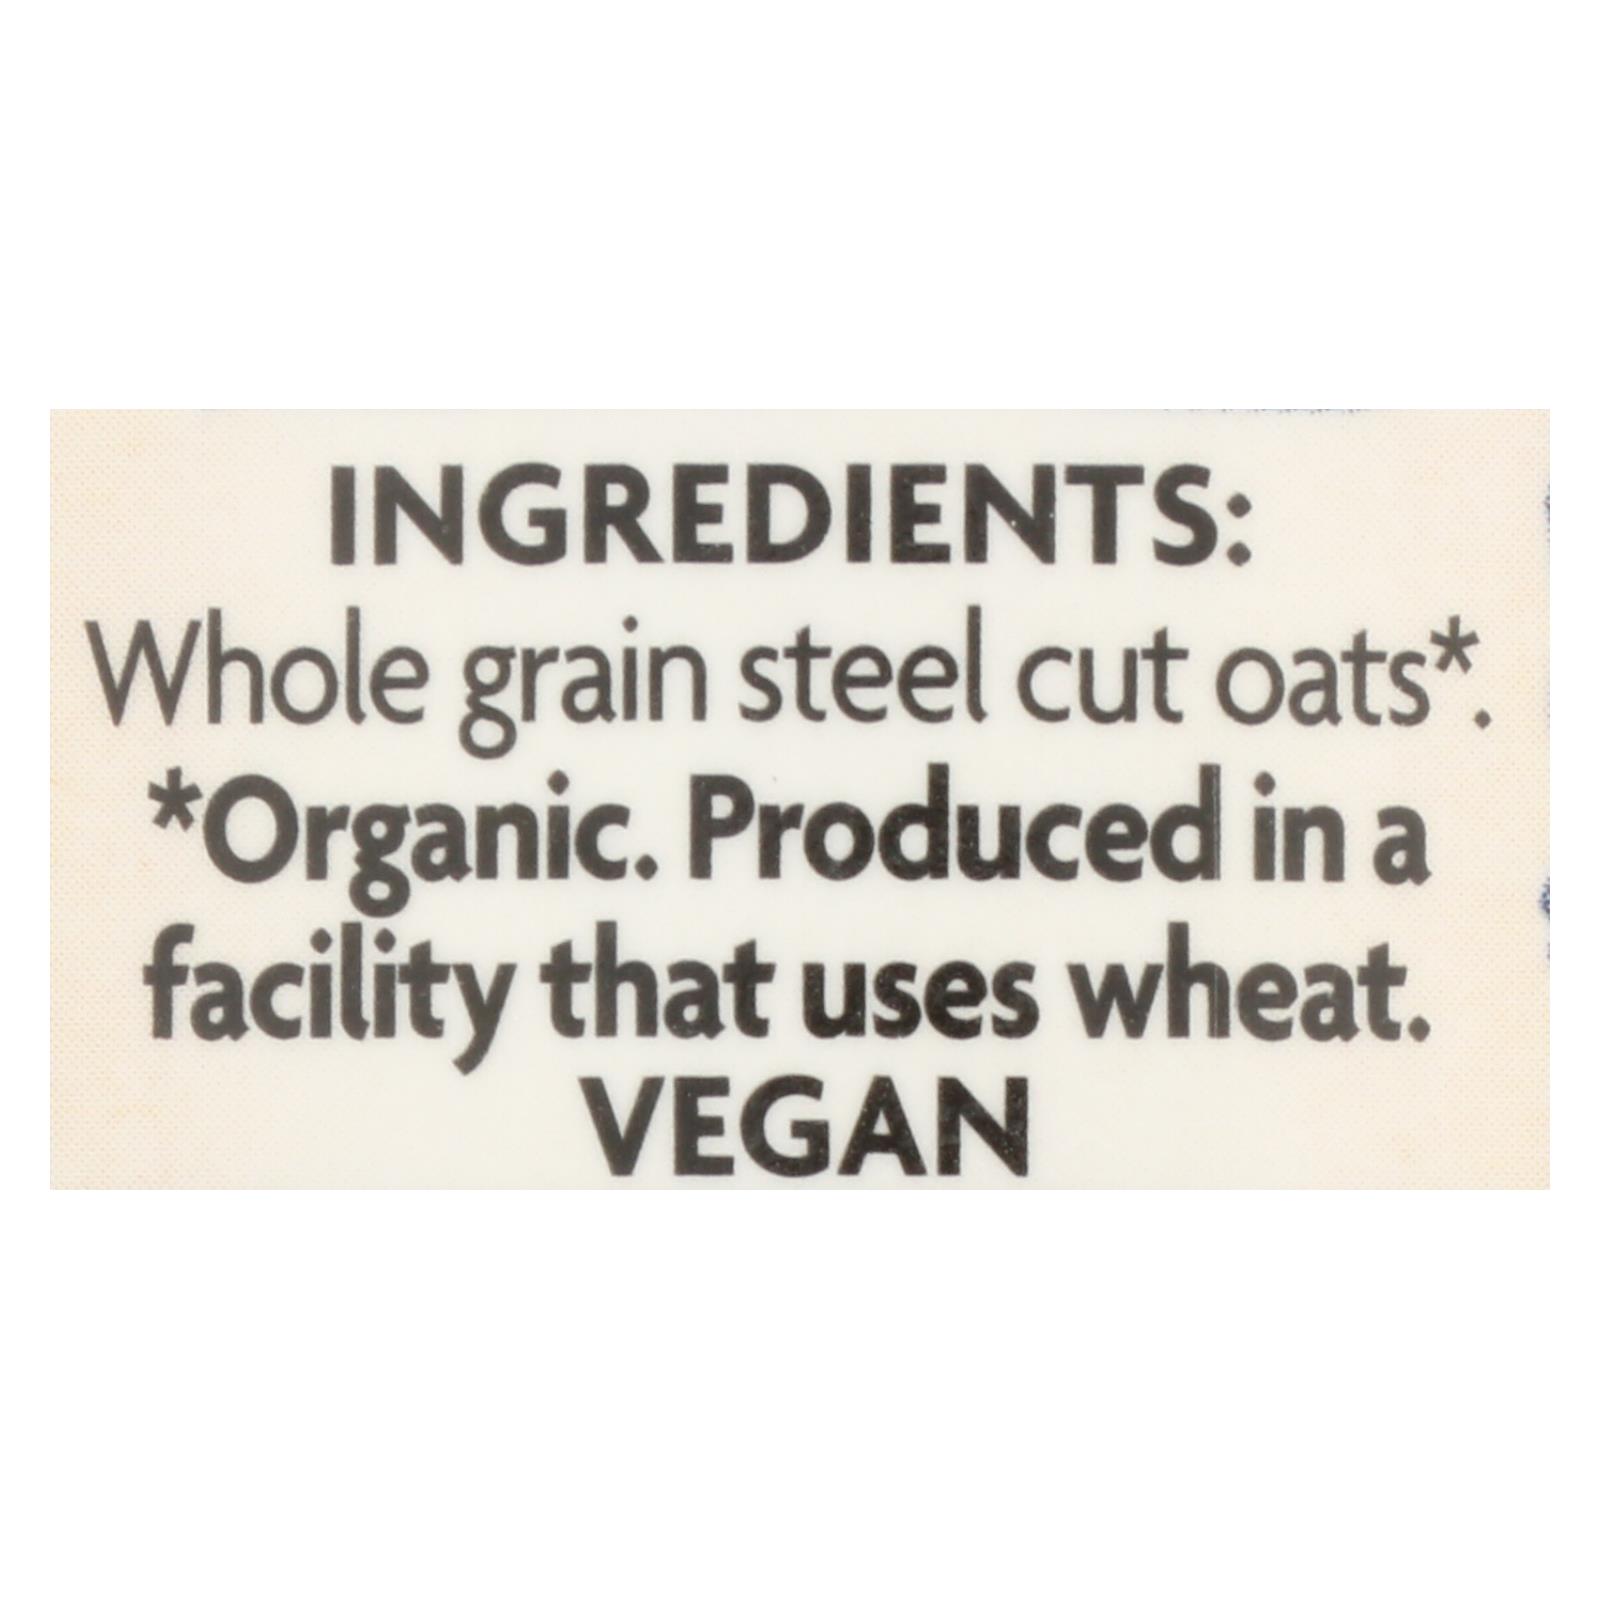 INGREDIENTS:
Whole grain steel cut oats*.
*Organic. Produced in a
facility that uses wheat.
VEGAN